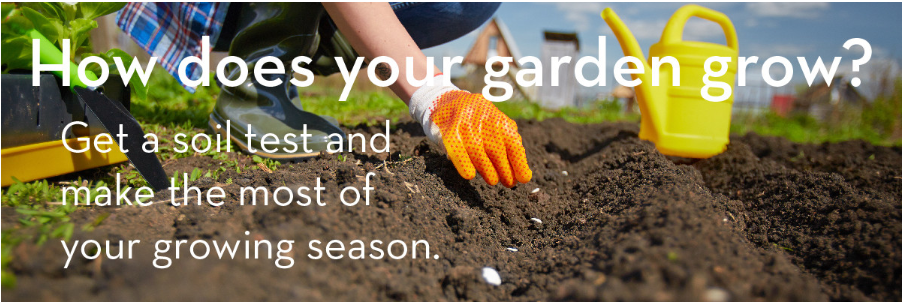 How does your garden grow?
Get a soil test and
make the most of
your growing season.